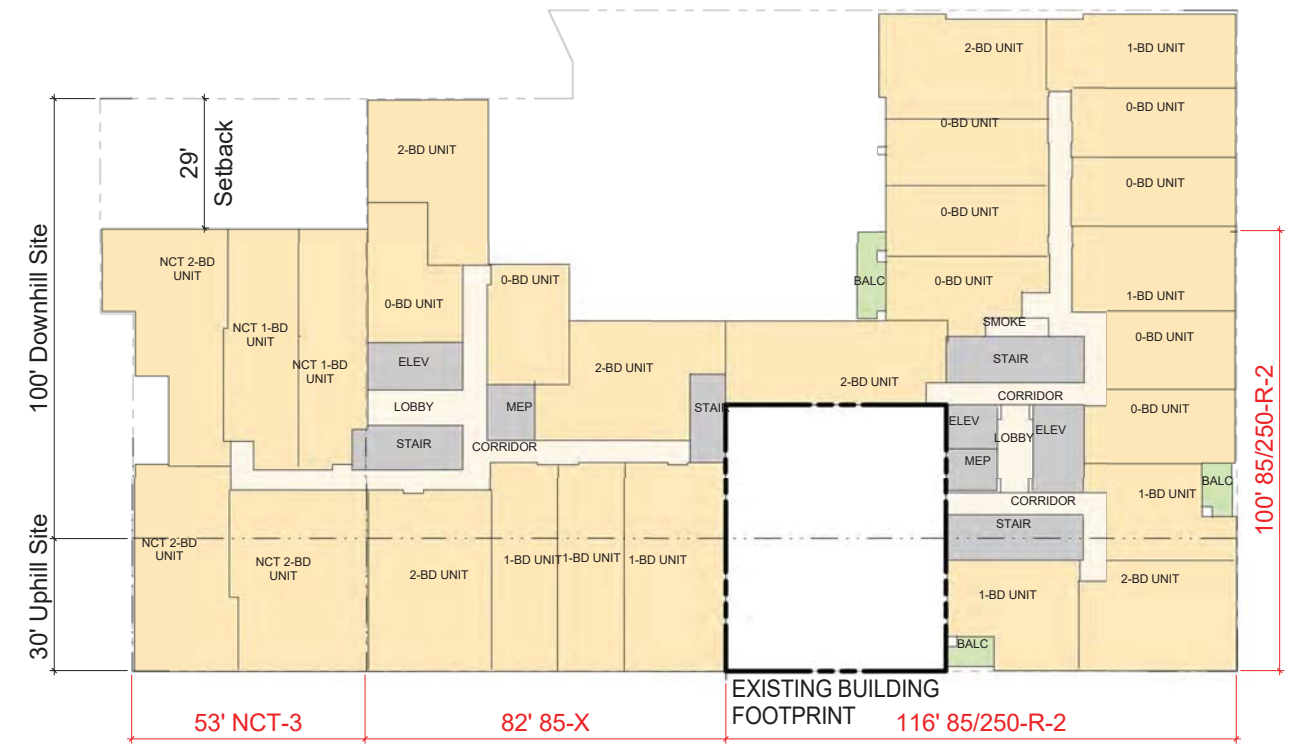 2-BD UNIT
1-BD UNIT
0-BD UNIT
0-BD UNIT
0-BD UNIT
0-BD UNIT
0-BD UNIT
1-BD UNIT
BALC
SMOKE
STAIR
0-BD UNIT
2-BD UNIT
CORRIDOR
0-BD UNIT
ELEV
LOBBY
ELEV
MEP
1-BD UNIT
BALC
CORRIDOR
STAIR
1-BD UNIT
2-BD UNIT
BALC
29'
Setback
100' Downhill Site
30' Uphill Site
2-BD UNIT
NCT 2-BD
UNIT
0-BD UNIT
0-BD UNIT
NCT 1-BD
UNIT
NCT 1-BD
UNIT
ELEV
2-BD UNIT
LOBBY
MEP
STAIR
STAIR
CORRIDOR
NCT 2-BD
UNIT
NCT 2-BD
UNIT
2-BD UNIT
1-BD UNIT
1-BD UNIT
1-BD UNIT
100' 85/250-R-2
EXISTING BUILDING
FOOTPRINT
53' NCT-3
82' 85-X
116' 85/250-R-2